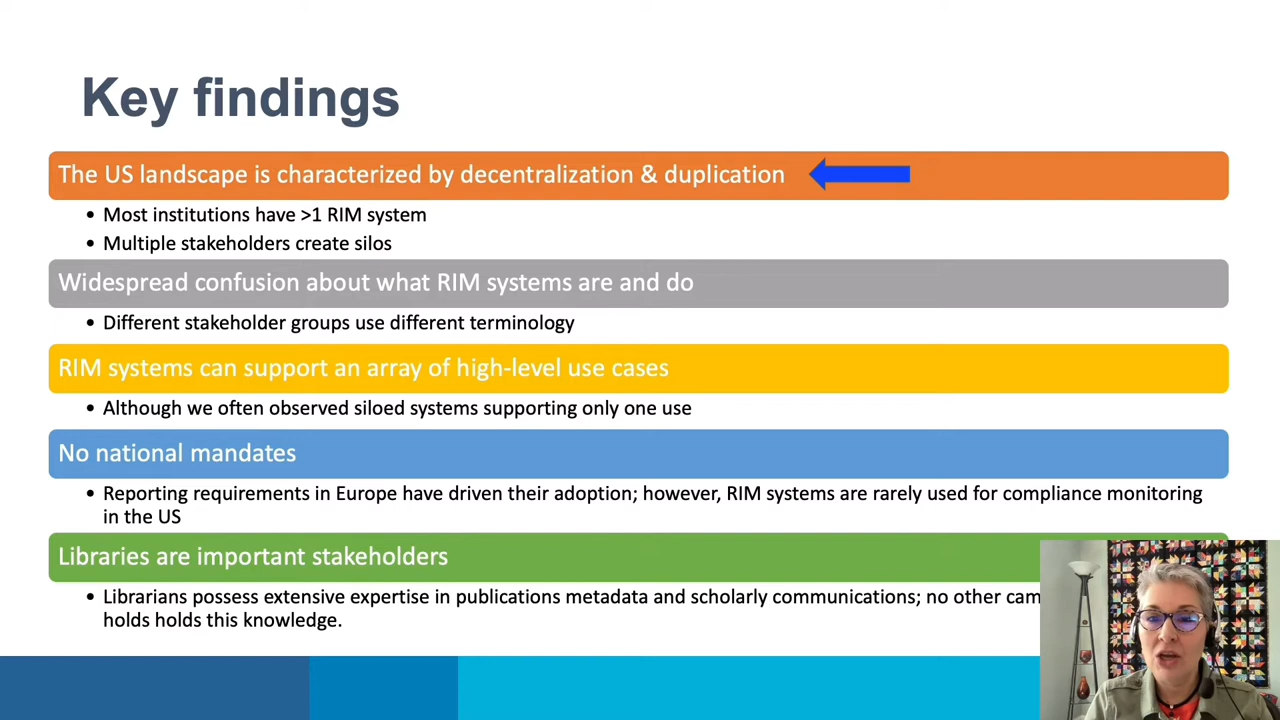 Key findings
The US landscape is characterized by decentralization & duplication
• Most institutions have >1 RIM system
• Multiple stakeholders create silos
Widespread confusion about what RIM systems are and do
• Different stakeholder groups use different terminology
RIM systems can support an array of high-level use cases
• Although we often observed siloed systems supporting only one use
No national mandates
• Reporting requirements in Europe have driven their adoption; however, RIM systems are rarely used for compliance monitoring
in the US
Libraries are important stakeholders
• Librarians possess extensive expertise in publications metadata and scholarly communications; no other cam
holds holds this knowledge.